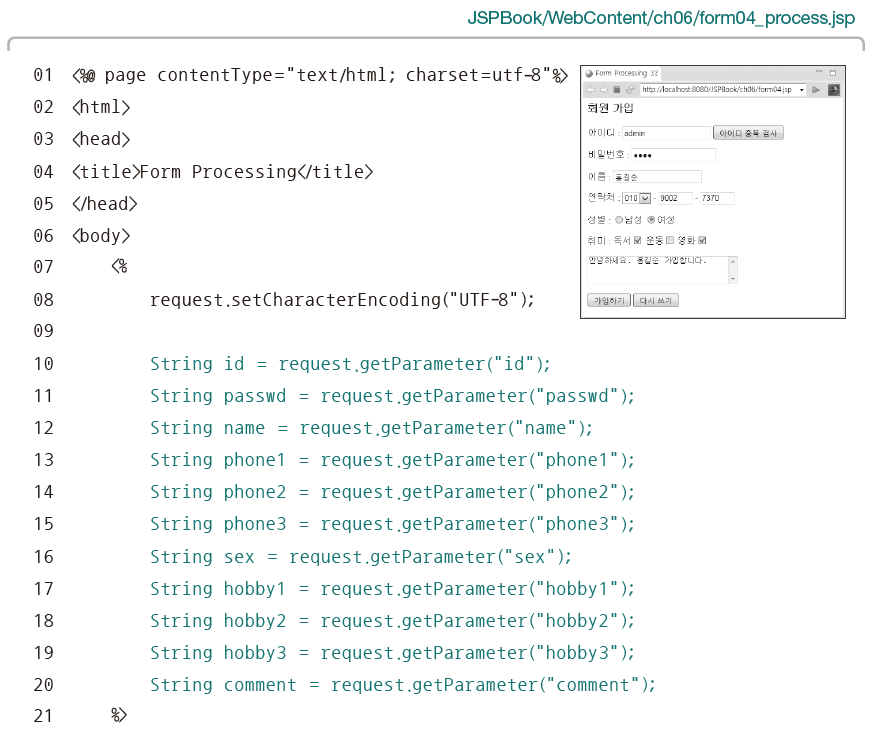 JSPBook/WebContent/ch06/form04_process.jsp
01 <%@ page contentType="text/html; charset=utf-8"%>
02 <html>
03 <head>
04 <title>Form Processing</title>
05 </head>
06 <body>
07 <%
08 request.setCharacterEncoding("UTF-8");
09
10 String id = request.getParameter("id");
11 String passwd = request.getParameter("passwd");
12 String name = request.getParameter("name");
13 String phone1 = request.getParameter("phone1");
14 String phone2 = request.getParameter("phone2");
15 String phone3 = request.getParameter("phone3");
16 String sex = request.getParameter("sex");
17 String hobby1 = request.getParameter("hobby1");
18 String hobby2 = request.getParameter("hobby2");
19 String hobby3 = request.getParameter("hobby3");
20 String comment = request.getParameter("comment");
21 %>
Form Processing
http://localhost:8080/JSPBook/ch06/form04.jsp
회원 가입
아이디 : admin 아이디 중복 검사
비밀번호 : ●●●●
이름 : 홍길순
연락처 : 010 - 9002 - 7370
성별 : 남성 여성
취미 : 독서 운동 영화
안녕하세요. 홍길순 가입합니다.
가입하기 다시 쓰기